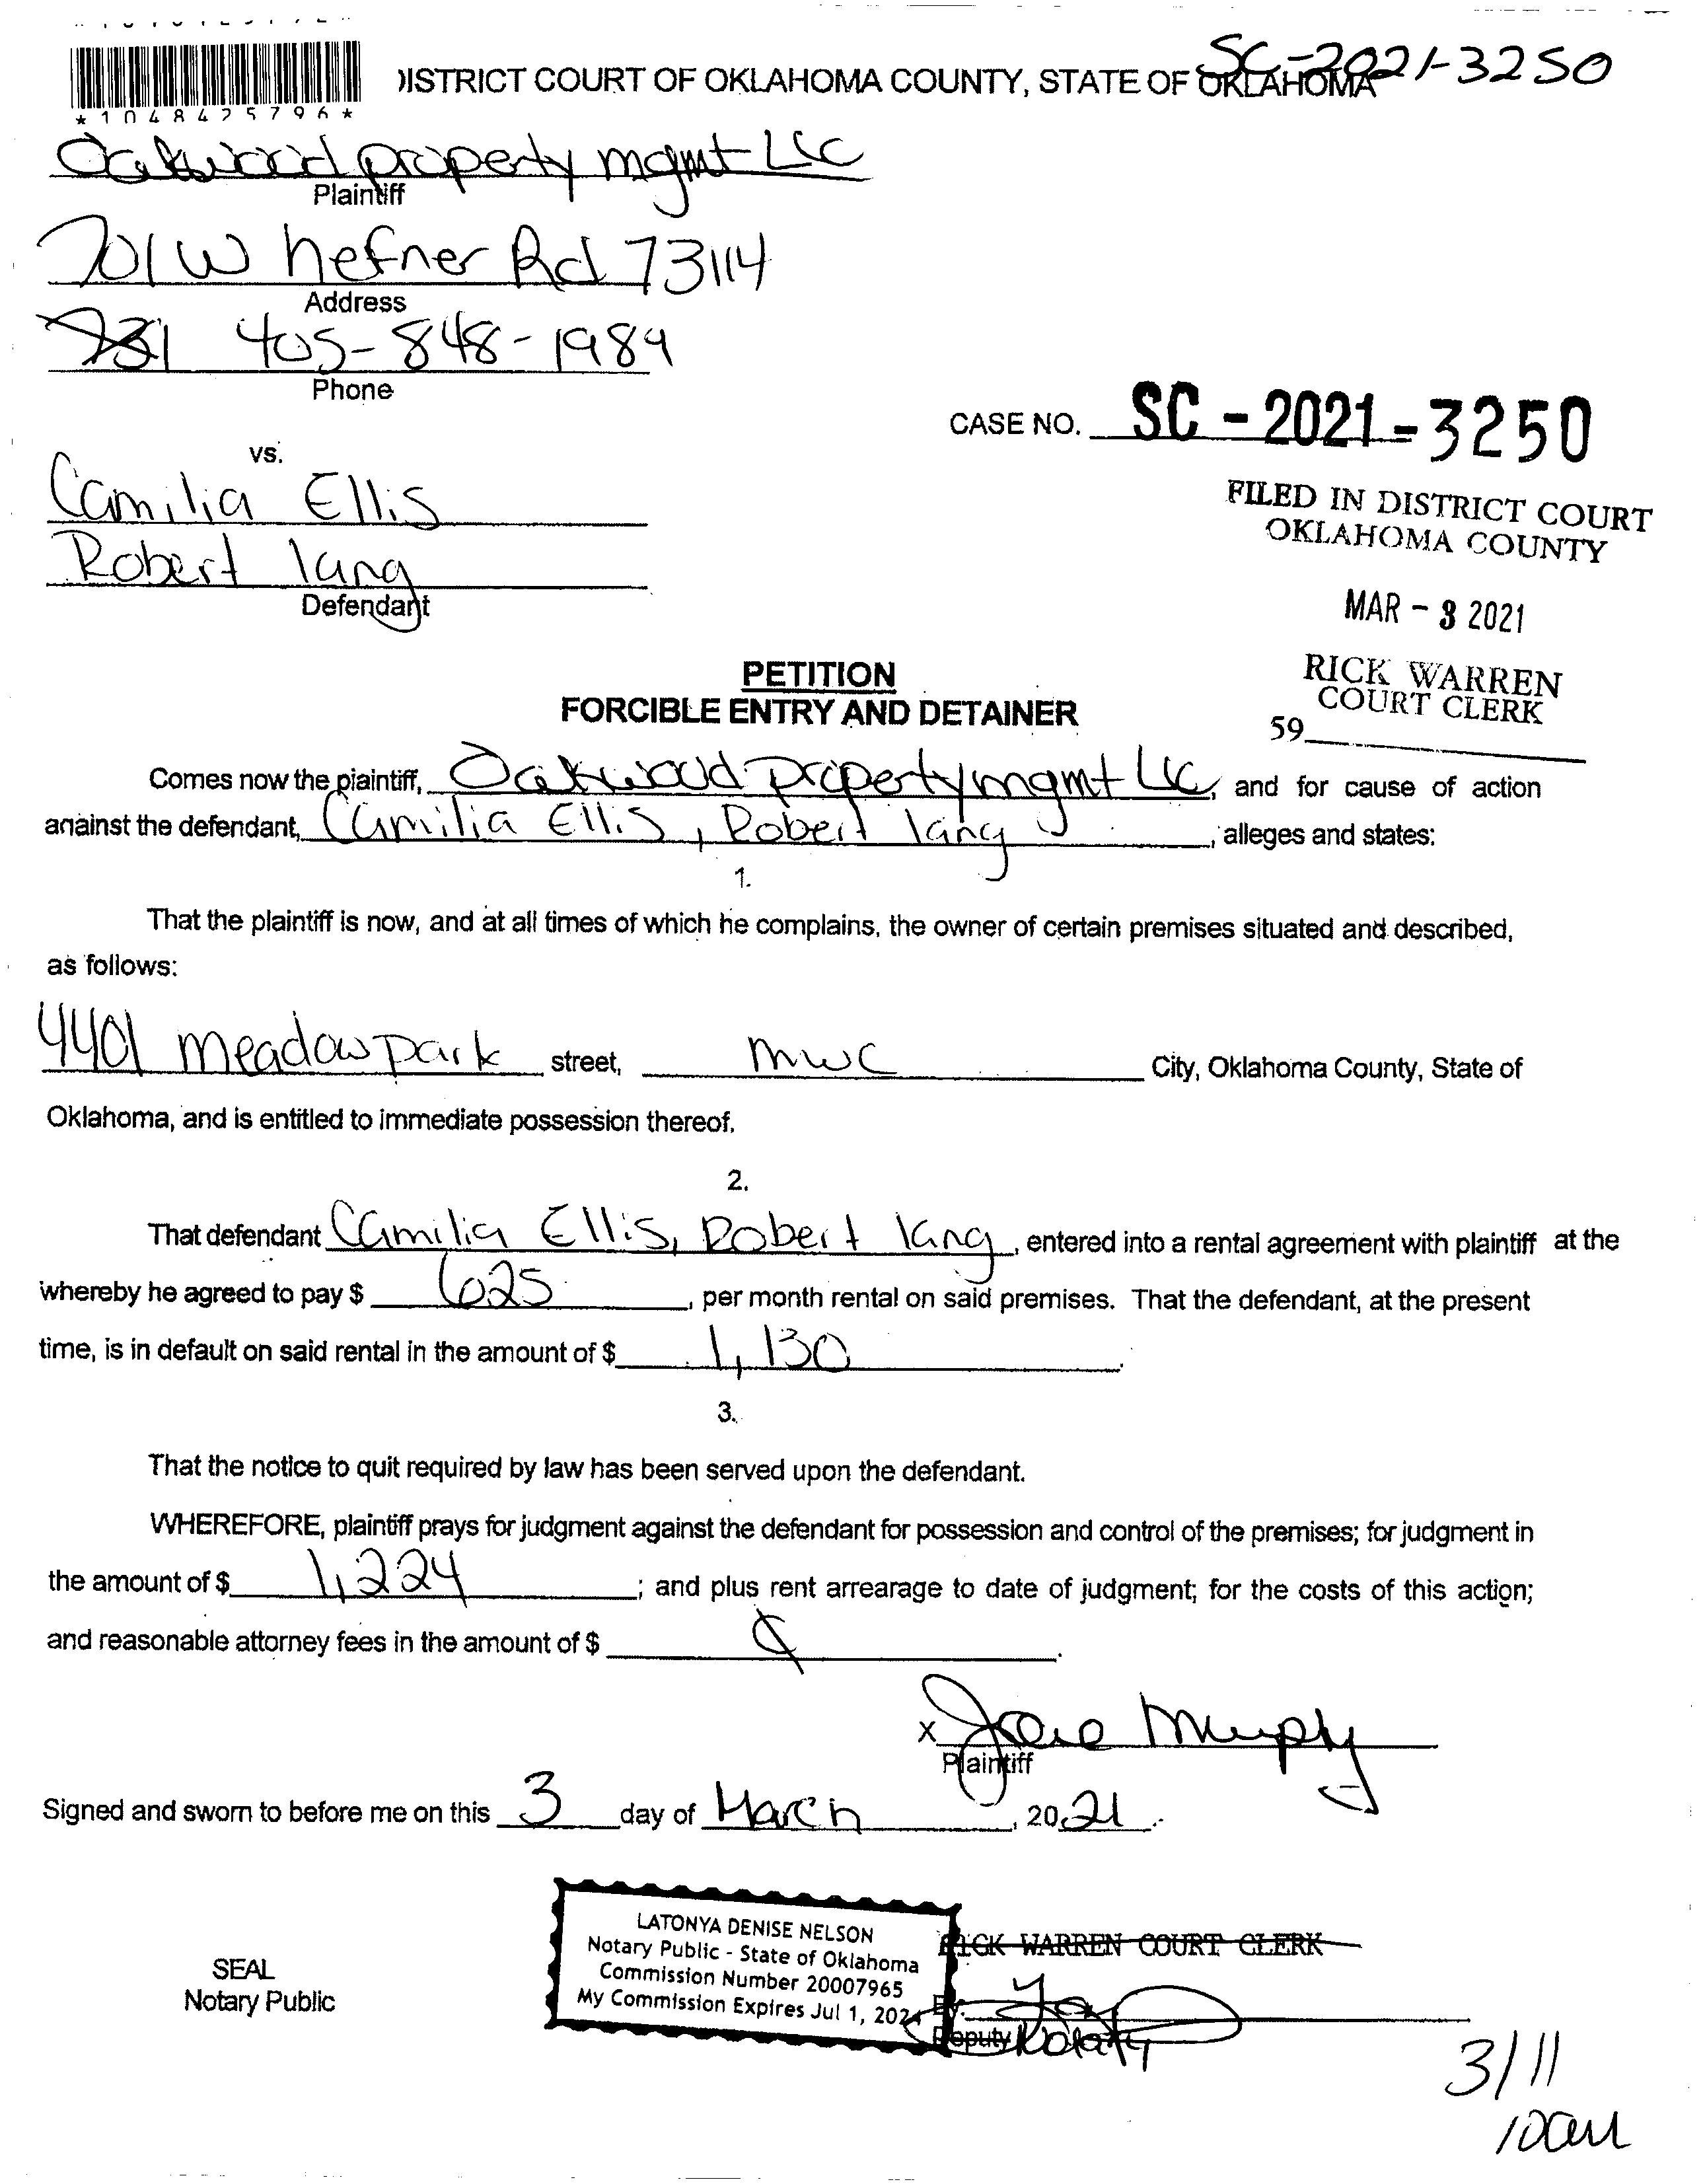 SC-2021-3250
DISTRICT COURT OF OKLAHOMA COUNTY, STATE OF OKLAHOMA
*1048425796*
Oakwood property mgmt LLC
Plaintiff
701 W hefner Rd 73114
Address
405-848-1989
Phone
CASE NO. SC-2021-3250
vs.
Camilia Ellis
Robert lang
Defendant
FILED IN DISTRICT COURT
OKLAHOMA COUNTY
MAR - 3 2021
RICK WARREN
COURT CLERK
59
PETITION
FORCIBLE ENTRY AND DETAINER
Comes now the plaintiff, Oakwood property mgmt LLC, and for cause of action
against the defendant, Camilia Ellis, Robert lang, alleges and states:
1.
That the plaintiff is now, and at all times of which he complains, the owner of certain premises situated and described,
as follows:
4401 meadowpark street, mwc City, Oklahoma County, State of
Oklahoma, and is entitled to immediate possession thereof.
2.
That defendant Camilia Ellis, Robert lang, entered into a rental agreement with plaintiff at the
whereby he agreed to pay $ 625, per month rental on said premises. That the defendant, at the present
time, is in default on said rental in the amount of $ 1,130.
3.
That the notice to quit required by law has been served upon the defendant.
WHEREFORE, plaintiff prays for judgment against the defendant for possession and control of the premises; for judgment in
the amount of $ 1,224; and plus rent arrearage to date of judgment; for the costs of this action;
and reasonable attorney fees in the amount of $
x Murphy
Plaintiff
Signed and sworn to before me on this 3 day of March, 2021.
LATONYA DENISE NELSON
Notary Public - State of Oklahoma
Commission Number 20007965
My Commission Expires Jul 1, 2024
SEAL
Notary Public
RICK WARREN COURT CLERK
By:
Deputy Notary
3/11
10am